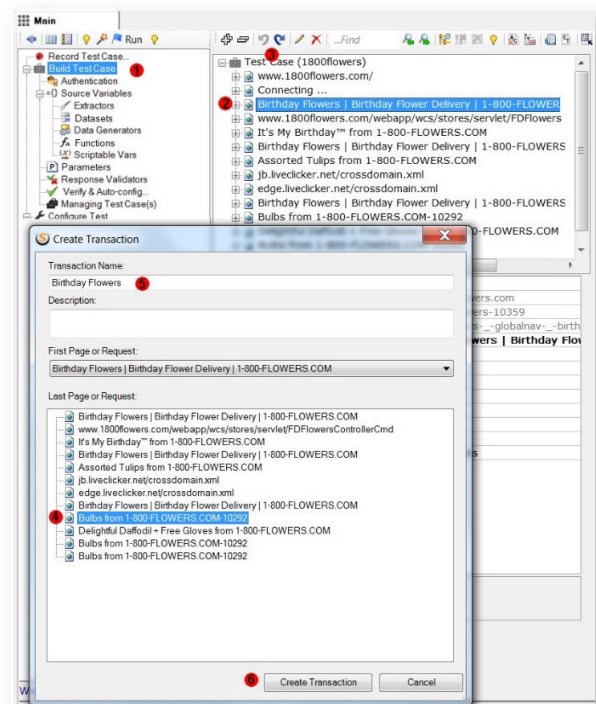 Main
Run
...Find
Record Test Case...
Build Test Case
1
Authentication
Source Variables
Extractors
Datasets
Data Generators
Functions
Scriptable Vars
Parameters
Response Validators
Verify & Auto-config...
Managing Test Case(s)
Configure Test
3
Test Case (1800flowers)
www.1800flowers.com/
Connecting ...
2
Birthday Flowers | Birthday Flower Delivery | 1-800-FLOWER
www.1800flowers.com/webapp/wcs/stores/servlet/FDFlowers
It's My Birthday™ from 1-800-FLOWERS.COM
Birthday Flowers | Birthday Flower Delivery | 1-800-FLOWERS
Assorted Tulips from 1-800-FLOWERS.COM
jb.liveclicker.net/crossdomain.xml
edge.liveclicker.net/crossdomain.xml
Birthday Flowers | Birthday Flower Delivery | 1-800-FLOWERS
Bulbs from 1-800-FLOWERS.COM-10292
0-FLOWERS.COM
Create Transaction
Transaction Name:
Birthday Flowers
5
Description:
First Page or Request:
Birthday Flowers | Birthday Flower Delivery | 1-800-FLOWERS.COM
Last Page or Request:
Birthday Flowers | Birthday Flower Delivery | 1-800-FLOWERS.COM
www.1800flowers.com/webapp/wcs/stores/servlet/FDFlowersControllerCmd
It's My Birthday™ from 1-800-FLOWERS.COM
Birthday Flowers | Birthday Flower Delivery | 1-800-FLOWERS.COM
Assorted Tulips from 1-800-FLOWERS.COM
jb.liveclicker.net/crossdomain.xml
edge.liveclicker.net/crossdomain.xml
Birthday Flowers | Birthday Flower Delivery | 1-800-FLOWERS.COM
4
Bulbs from 1-800-FLOWERS.COM-10292
Delightful Daffodil + Free Gloves from 1-800-FLOWERS.COM
Bulbs from 1-800-FLOWERS.COM-10292
Bulbs from 1-800-FLOWERS.COM-10292
6
Create Transaction
Cancel
vers.com
ers-10359
s-_-globalnav-_-birth
wers | Birthday Flo
s